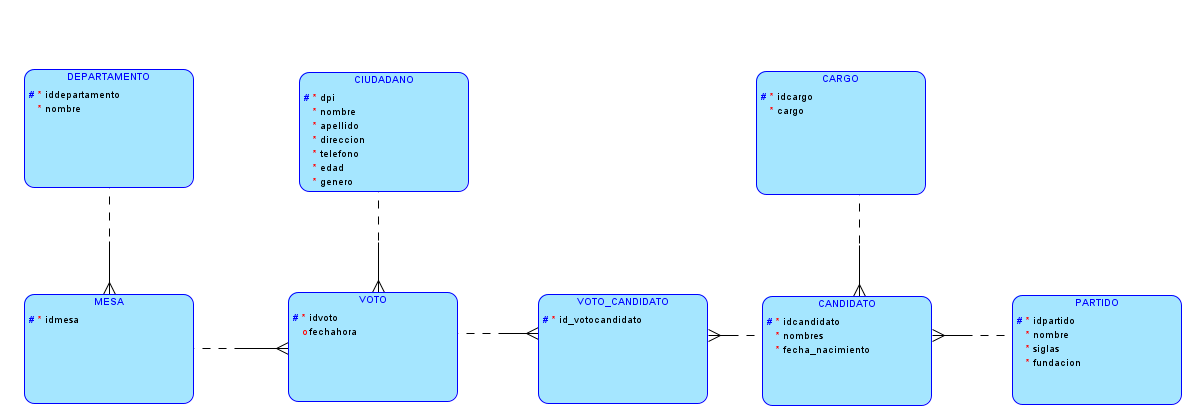 DEPARTAMENTO
# * iddepartamento
* nombre
CIUDADANO
# * dpi
* nombre
* apellido
* direccion
* telefono
* edad
* genero
CARGO
# * idcargo
* cargo
MESA
# * idmesa
VOTO
# * idvoto
o fechahora
VOTO_CANDIDATO
# * id_votocandidato
CANDIDATO
# * idcandidato
* nombres
* fecha_nacimiento
PARTIDO
# * idpartido
* nombre
* siglas
* fundacion